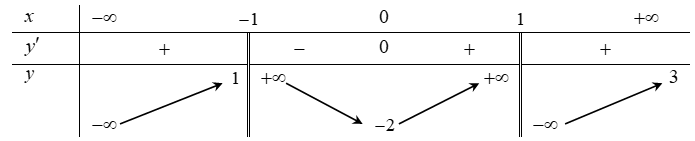 x −∞ −1 0 1 +∞
y′ + − 0 + +
y 1 +∞ +∞ 3
−∞ −2 −∞